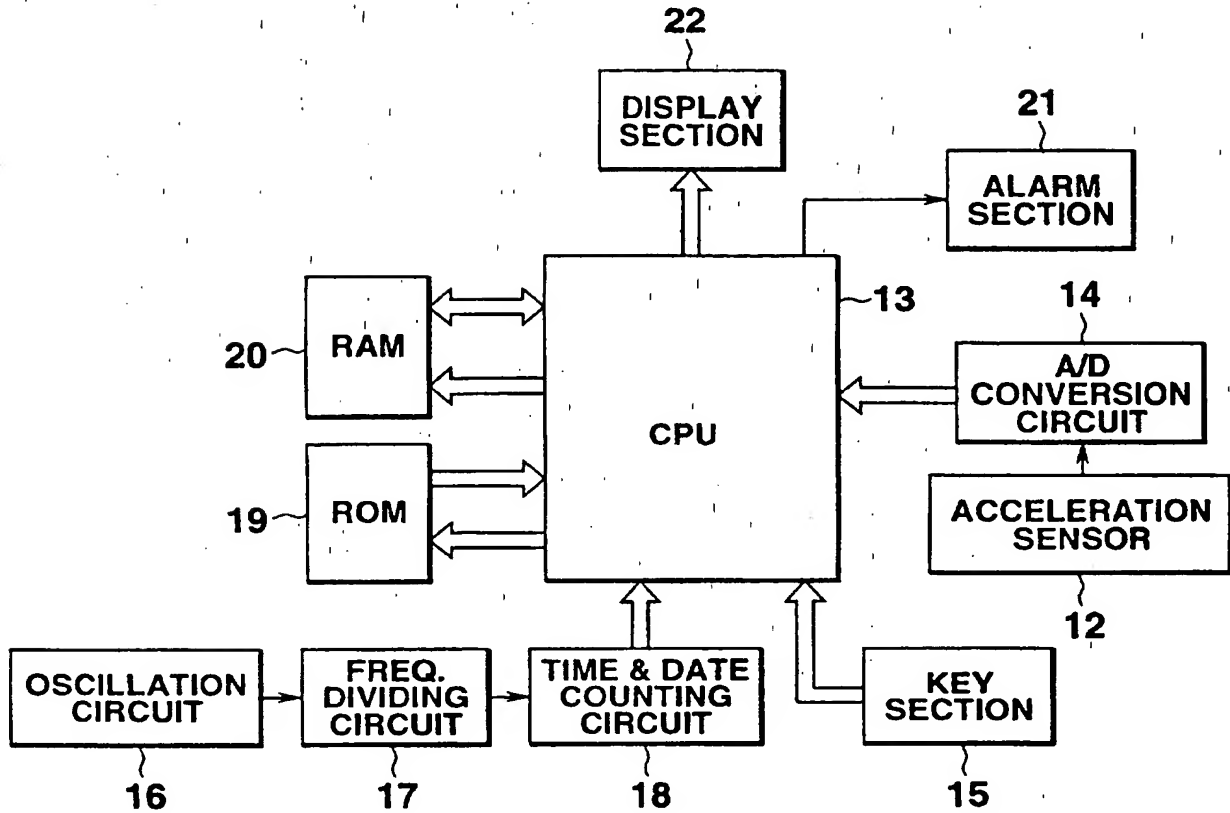 22
DISPLAY
SECTION
21
ALARM
SECTION
13
14
RAM
20
A/D
CONVERSION
CIRCUIT
CPU
ROM
19
ACCELERATION
SENSOR
12
OSCILLATION
CIRCUIT
FREQ.
DIVIDING
CIRCUIT
TIME & DATE
COUNTING
CIRCUIT
KEY
SECTION
16
17
18
15